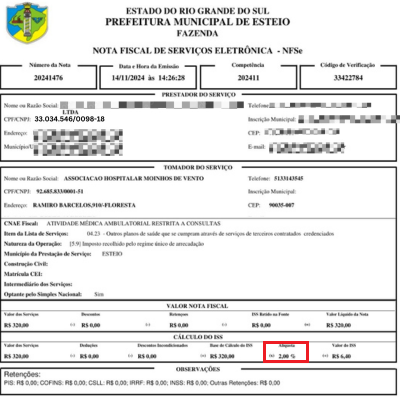 ESTADO DO RIO GRANDE DO SUL
PREFEITURA MUNICIPAL DE ESTEIO
FAZENDA
NOTA FISCAL DE SERVIÇOS ELETRÔNICA - NFSe
Número da Nota Data e Hora da Emissão Competência Código de Verificação
20241476 14/11/2024 às 14:26:28 202411 33422784
PRESTADOR DO SERVIÇO
Nome ou Razão Social: Telefone:
LTDA
CPF/CNPJ: 33.034.546/0098-18 Inscrição Municipal:
Endereço: CEP:
Município/U E-mail:
TOMADOR DO SERVIÇO
Nome ou Razão Social: ASSOCIACAO HOSPITALAR MOINHOS DE VENTO Telefone: 5133143545
CPF/CNPJ: 92.685.833/0001-51 Inscrição Municipal:
Endereço: RAMIRO BARCELOS,910/-FLORESTA CEP: 90035-007
CNAE Fiscal: ATIVIDADE MÉDICA AMBULATORIAL RESTRITA A CONSULTAS
Item da Lista de Serviços: 04.23 - Outros planos de saúde que se cumpram através de serviços de terceiros contratados credenciados
Natureza da Operação: [5.9] Imposto recolhido pelo regime único de arrecadação
Município da Prestação de Serviço: ESTEIO
Construção Civil:
Matrícula CEI:
Intermediário dos Serviços:
Optante pelo Simples Nacional: Sim
VALOR NOTA FISCAL
Valor dos Serviços Descontos Retenções ISS Retido na Fonte Valor Líquido da Nota
R$ 320,00 (-) R$ 0,00 (-) R$ 0,00 (-) R$ 0,00 (=) R$ 320,00
CÁLCULO DO ISS
Valor dos Serviços Deduções Descontos Incondicionados Base de Cálculo do ISS Alíquota Valor do ISS
R$ 320,00 (-) R$ 0,00 (-) R$ 0,00 (=) R$ 320,00 (x) 2,00 % (=) R$ 6,40
OBSERVAÇÕES
Retenções:
PIS: R$ 0,00; COFINS: R$ 0,00; CSLL: R$ 0,00; IRRF: R$ 0,00; INSS: R$ 0,00; Outras Retenções: R$ 0,00